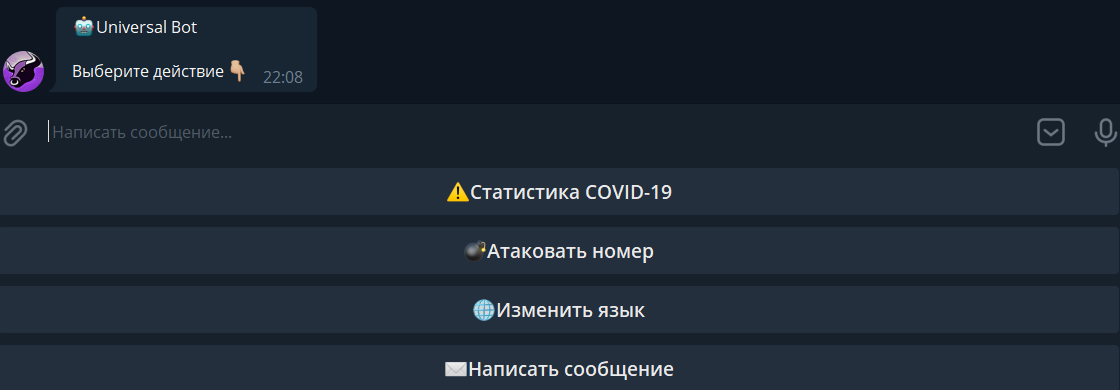 🤖Universal Bot
Выберите действие👇🏼
22:08
Написать сообщение...
⚠️Статистика COVID-19
💣Атаковать номер
🌐Изменить язык
✉️Написать сообщение